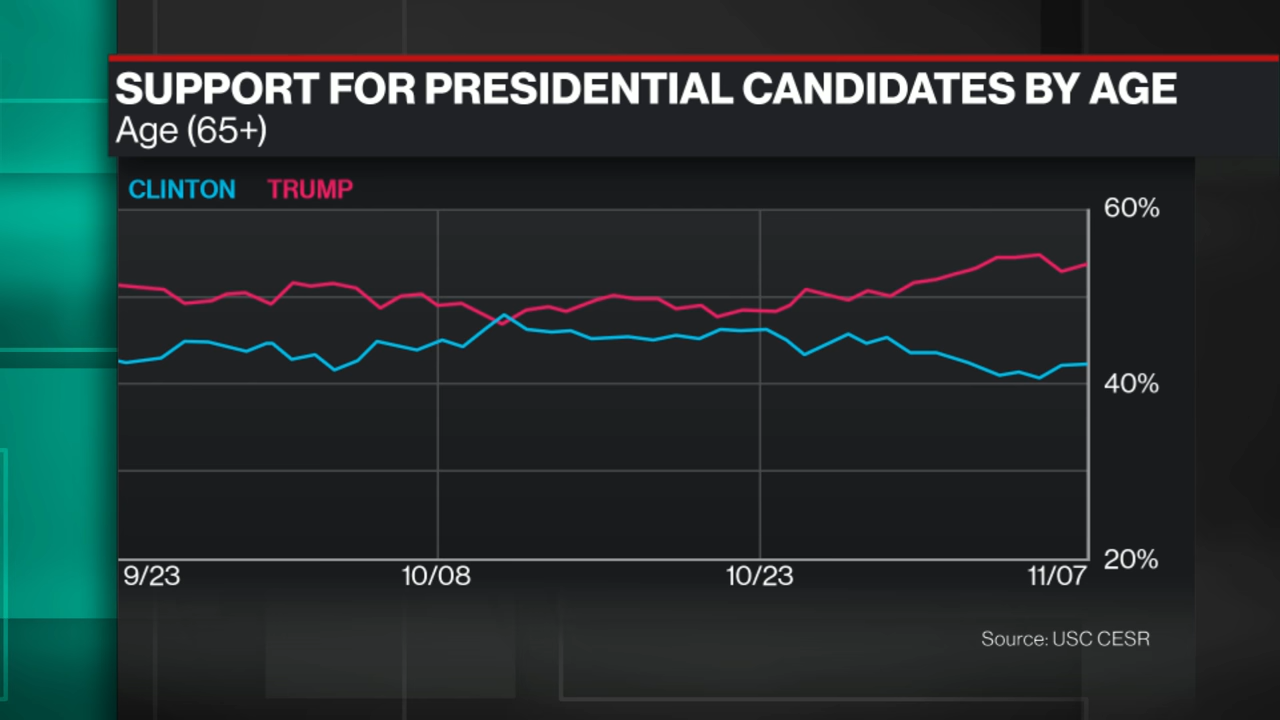 SUPPORT FOR PRESIDENTIAL CANDIDATES BY AGE
Age (65+)
CLINTON TRUMP
60%
40%
20%
9/23 10/08 10/23 11/07
Source: USC CESR